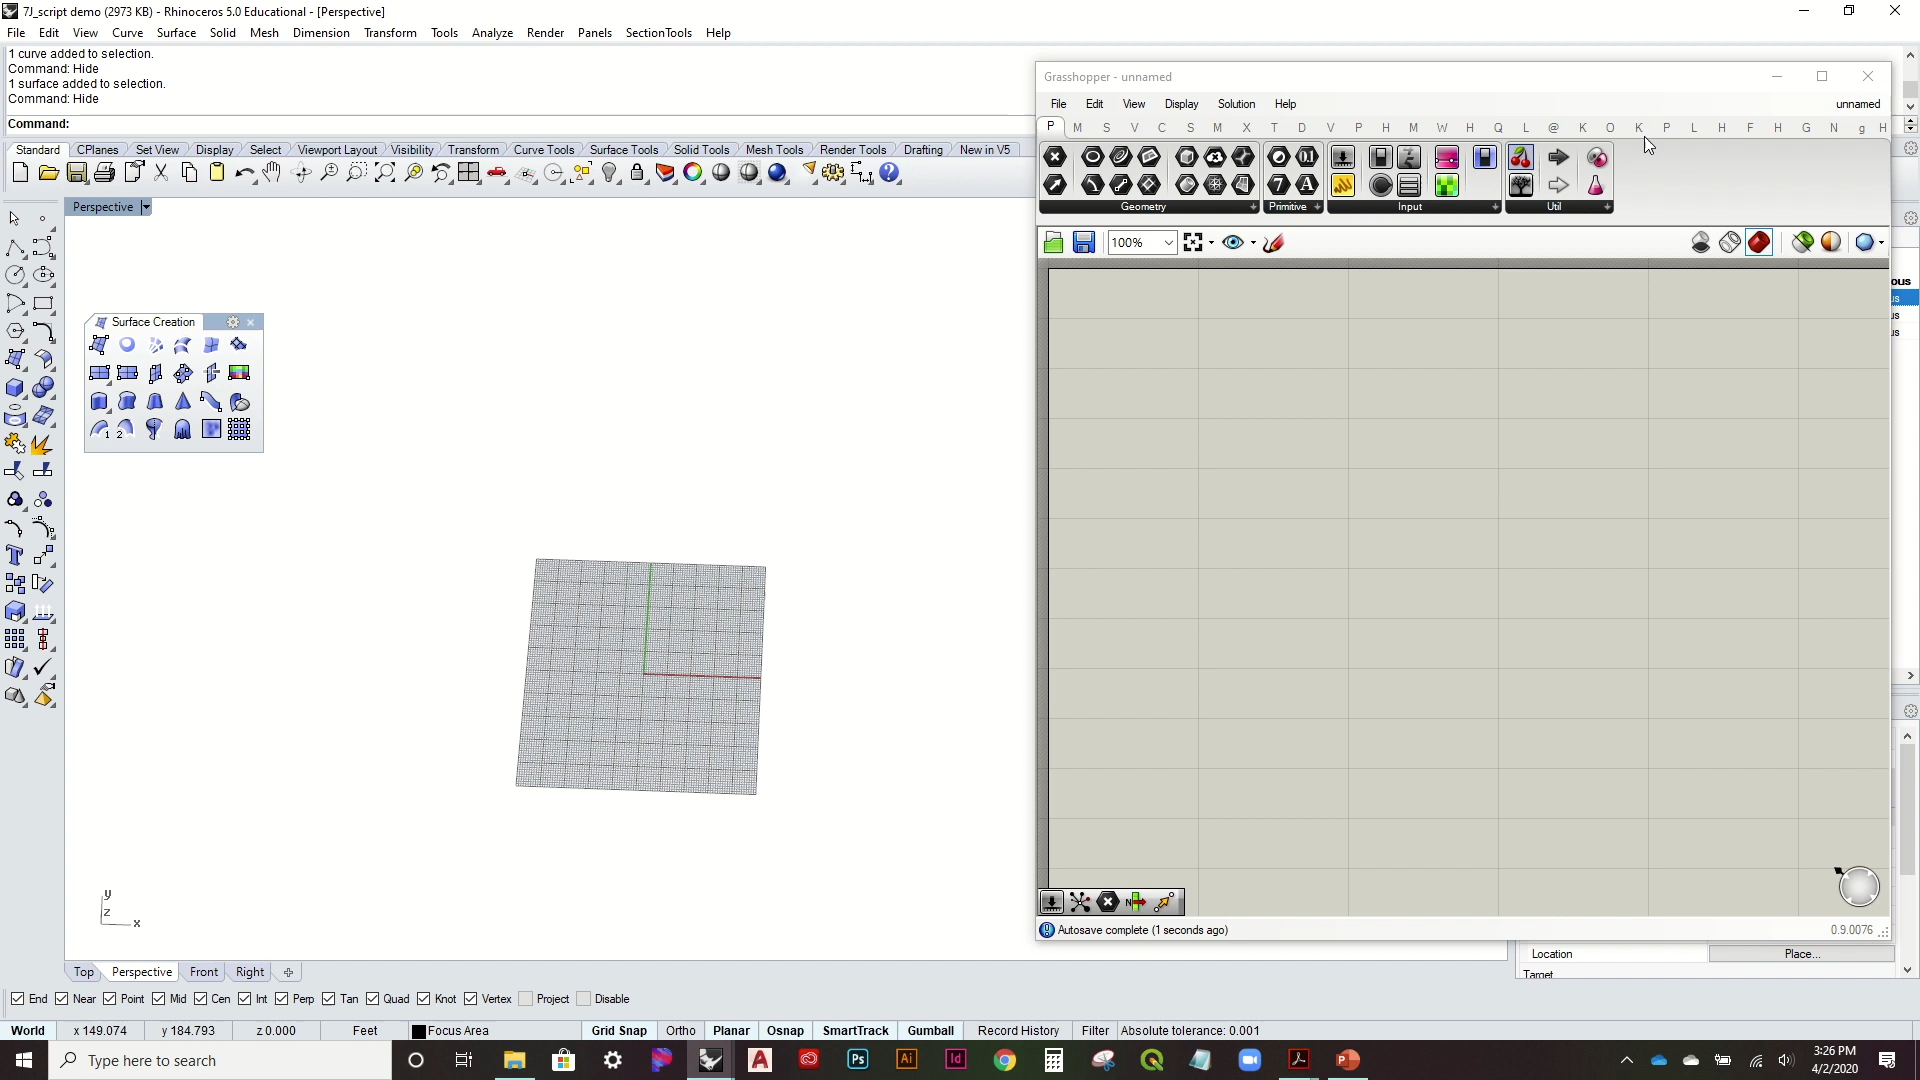 7J_script demo (2973 KB) - Rhinoceros 5.0 Educational - [Perspective]
File Edit View Curve Surface Solid Mesh Dimension Transform Tools Analyze Render Panels SectionTools Help
1 curve added to selection.
Command: Hide
1 surface added to selection.
Command: Hide
Command:
Standard CPlanes Set View Display Select Viewport Layout Visibility Transform Curve Tools Surface Tools Solid Tools Mesh Tools Render Tools Drafting New in V5
Perspective
Surface Creation
1 2
y
z
x
Grasshopper - unnamed
File Edit View Display Solution Help unnamed
P M S V C S M X T D V P H M W H Q L @ K O K P L H F H G N g H
Geometry Primitive Input Util
100%
ous
us
us
us
Autosave complete (1 seconds ago) 0.9.0076
Location Place...
Target
Top Perspective Front Right
End Near Point Mid Cen Int Perp Tan Quad Knot Vertex Project Disable
World x 149.074 y 184.793 z 0.000 Feet Focus Area Grid Snap Ortho Planar Osnap SmartTrack Gumball Record History Filter Absolute tolerance: 0.001
Type here to search
3:26 PM
4/2/2020